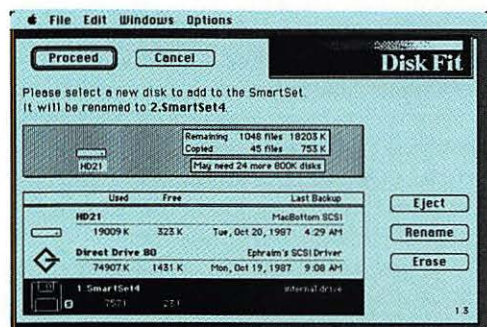 File Edit Windows Options
Proceed Cancel
Disk Fit
Please select a new disk to add to the SmartSet.
It will be renamed to 2.SmartSet4.
Remaining 1048 files 18203 K
Copied 45 files 753 K
May need 24 more 800K disks
HD21
Used Free Last Backup
HD21 MacBottom SCSI
19009 K 323 K Tue, Oct 20, 1987 4:29 AM
Direct Drive 80 Ephraim's SCSI Driver
74907 K 1431 K Mon, Oct 19, 1987 9:08 AM
1.SmartSet4 internal drive
757 K 23 K
Eject
Rename
Erase
1.3